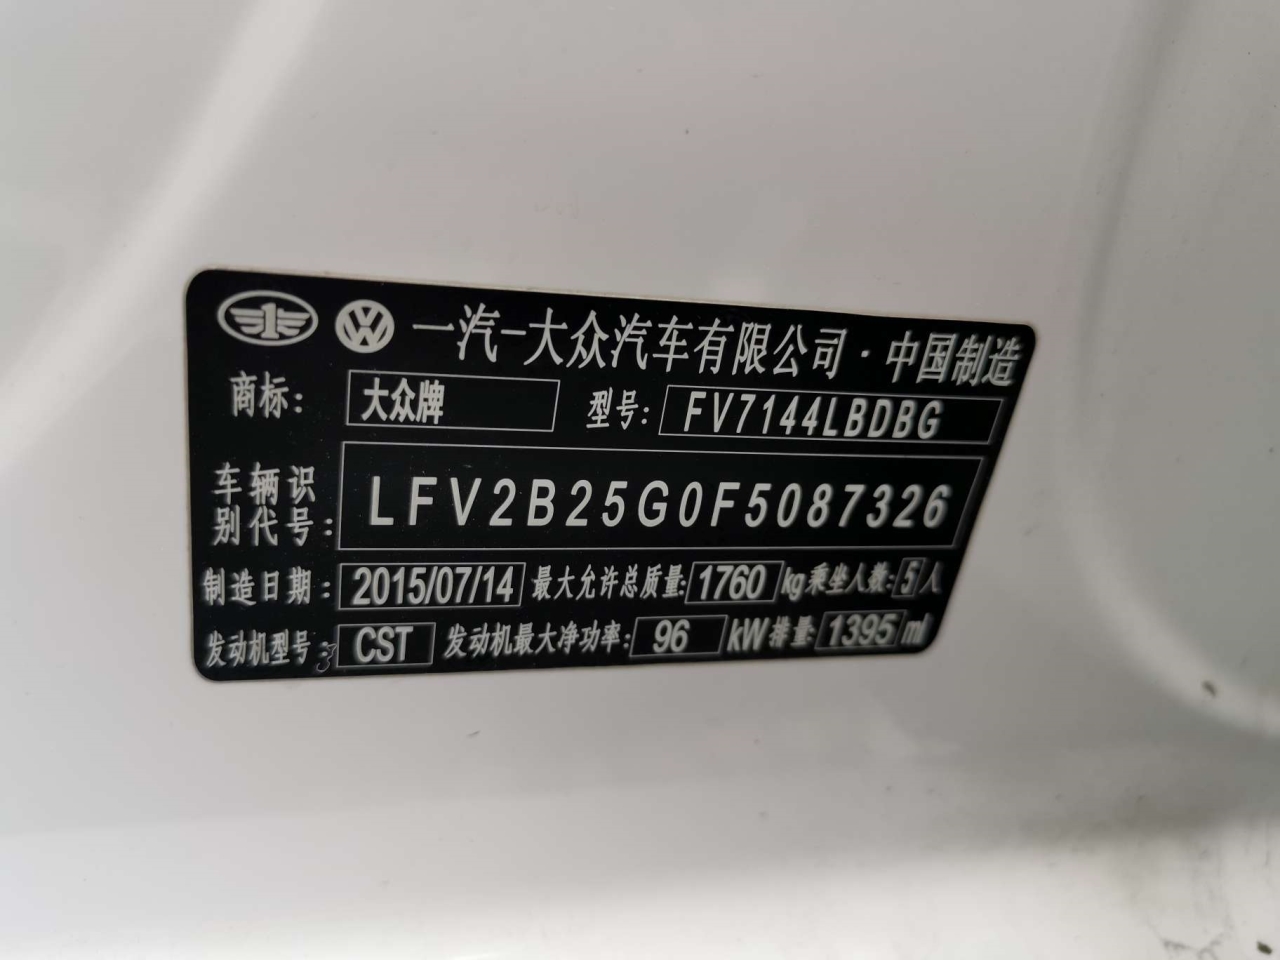 一汽-大众汽车有限公司·中国制造
商标: 大众牌 型号: FV7144LBDBG
车辆识
别代号: LFV2B25G0F5087326
制造日期: 2015/07/14 最大允许总质量: 1760 kg 乘坐人数: 5 人
发动机型号: CST 发动机最大净功率: 96 kW 排量: 1395 ml